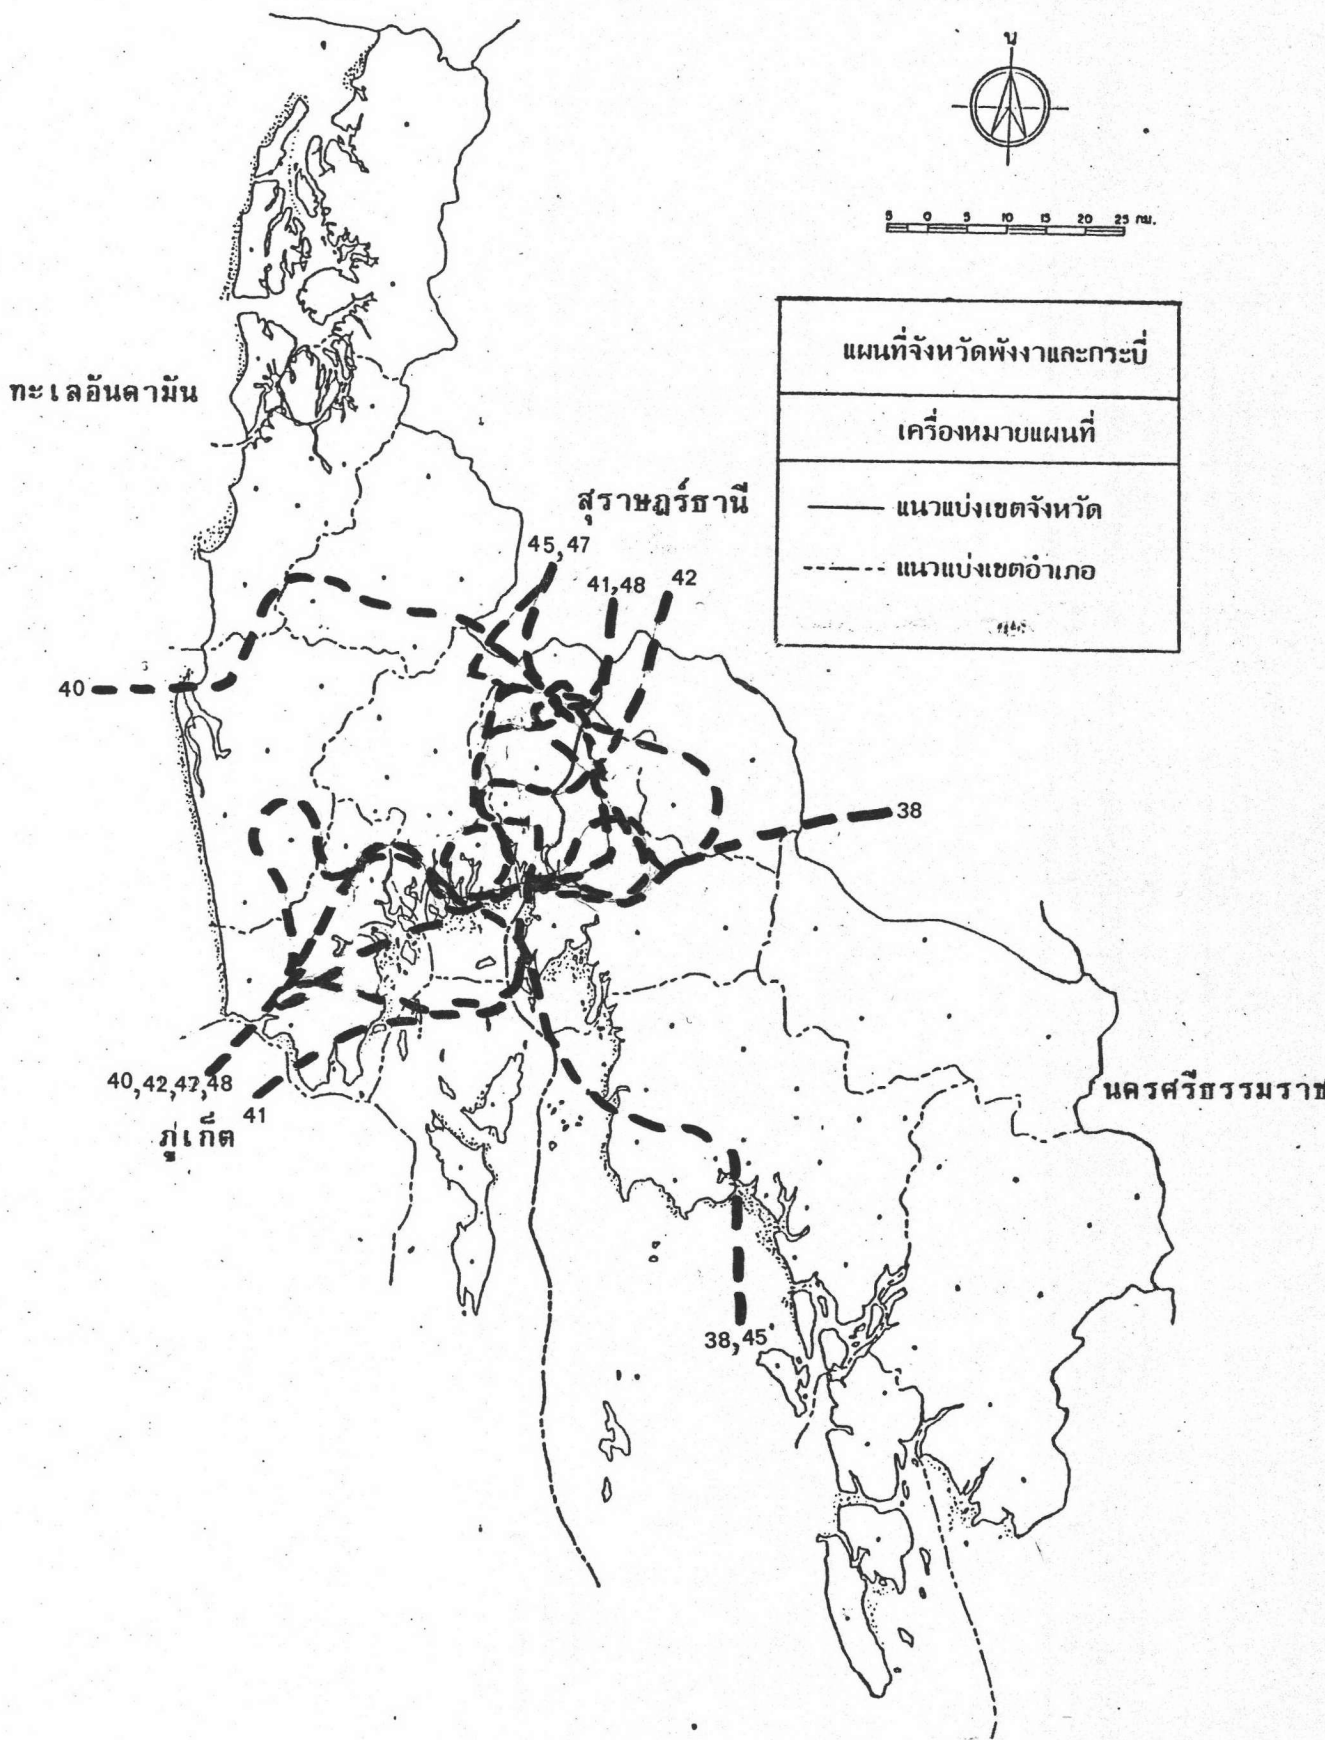 น
5 0 5 10 15 20 25 กม.
แผนที่จังหวัดพังงาและกระบี่
เครื่องหมายแผนที่
แนวแบ่งเขตจังหวัด
แนวแบ่งเขตอำเภอ
ทะเลอันดามัน
สุราษฎร์ธานี
45,47
41,48
42
40
38
40,42,47,48
41
ภู่เก็ต
นครศรีธรรมราช
38,45